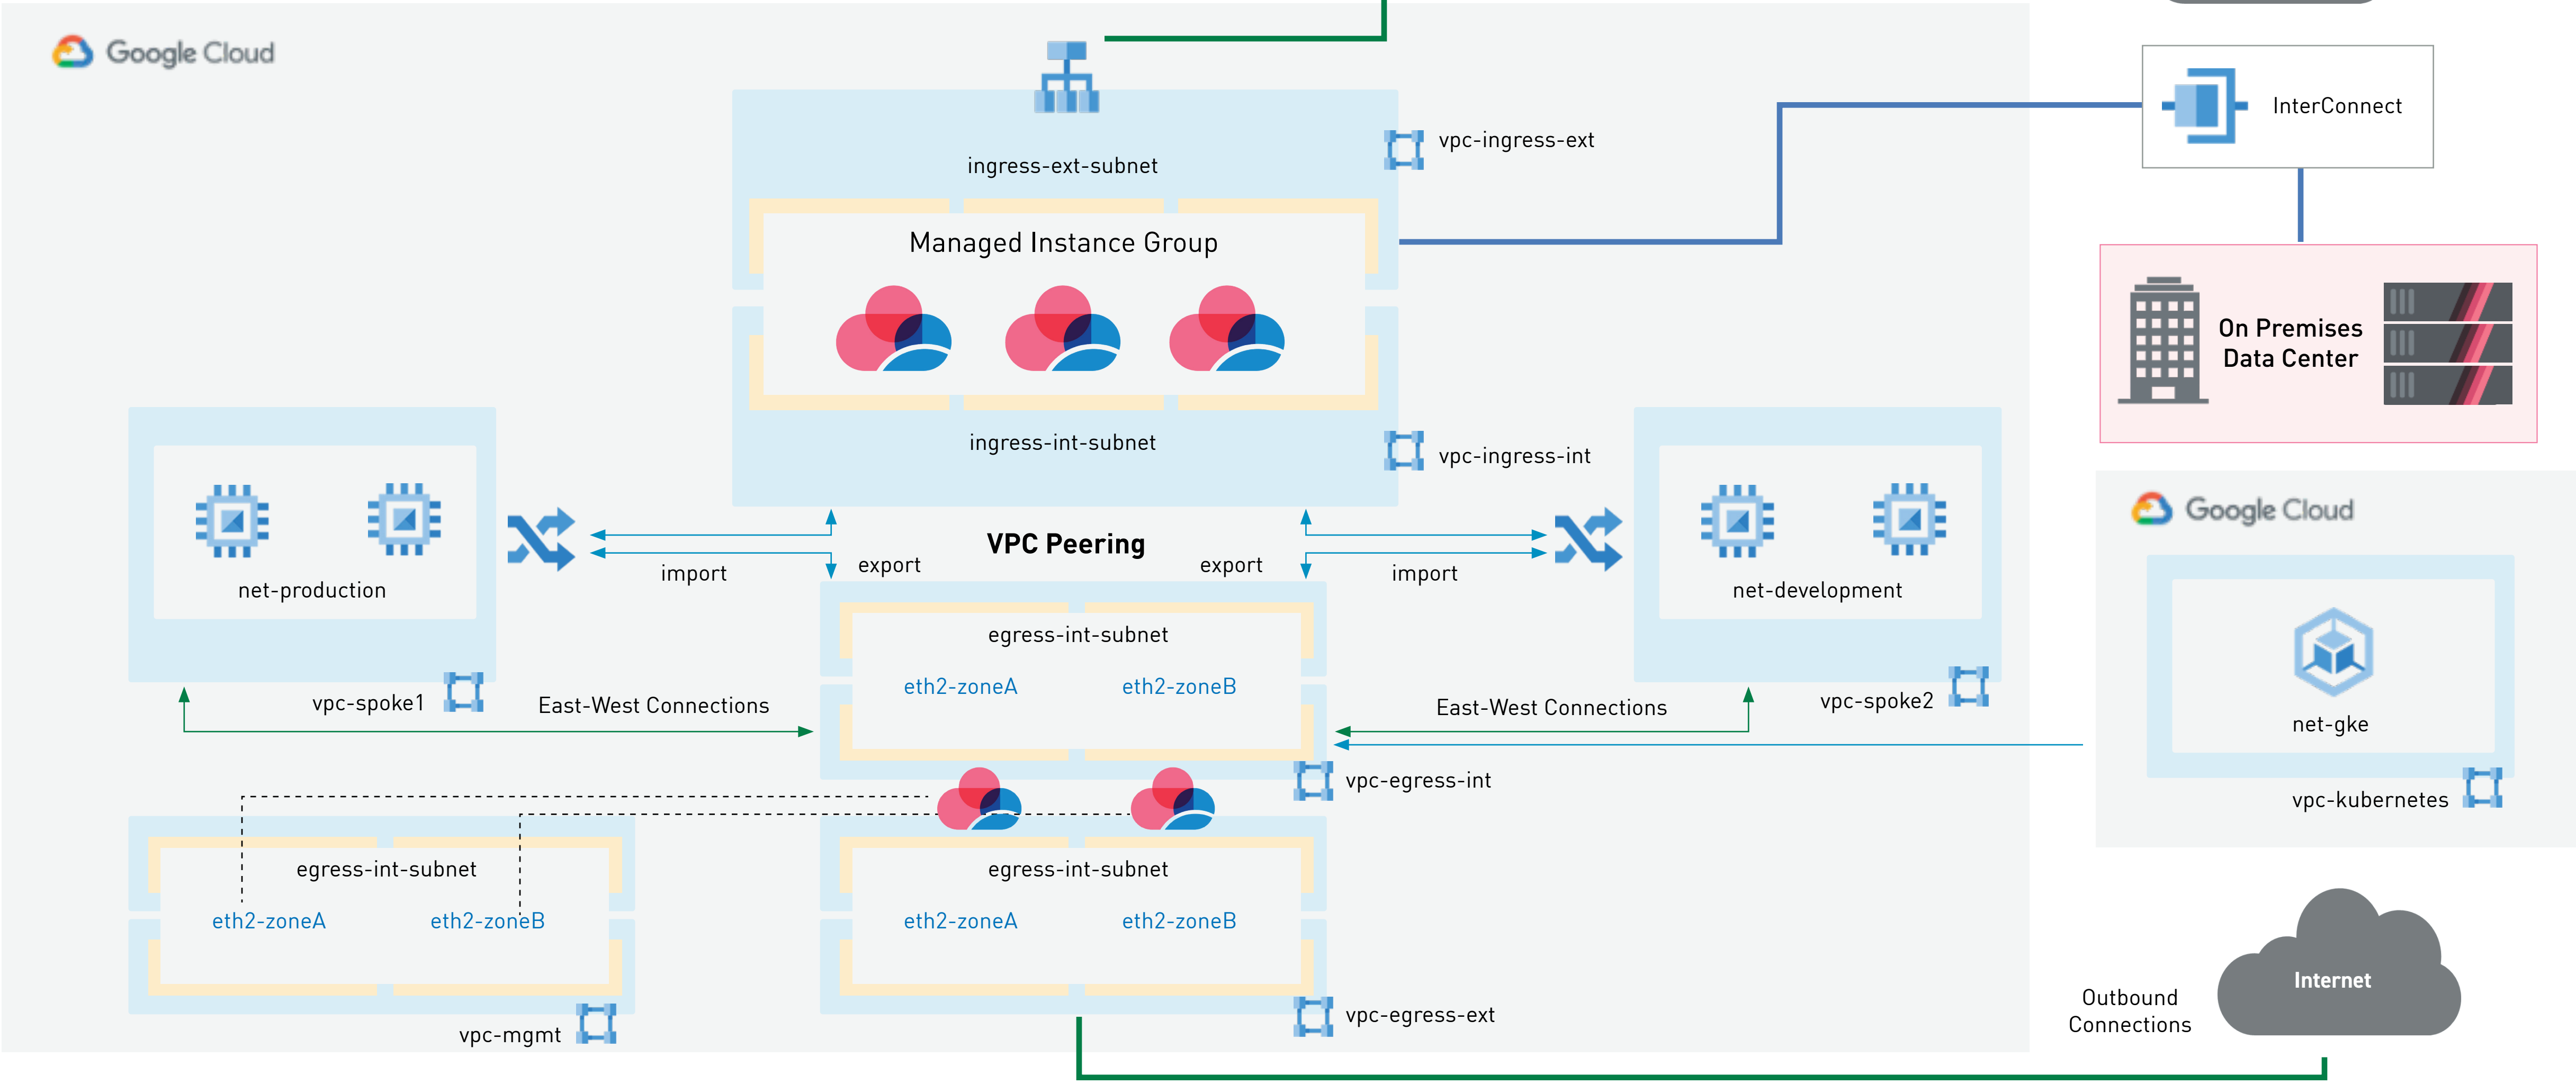 Google Cloud
ingress-ext-subnet
vpc-ingress-ext
InterConnect
Managed Instance Group
On Premises
Data Center
ingress-int-subnet
vpc-ingress-int
net-production
VPC Peering
import
export
export
import
net-development
Google Cloud
net-gke
vpc-kubernetes
egress-int-subnet
eth2-zoneA
eth2-zoneB
vpc-spoke1
East-West Connections
East-West Connections
vpc-spoke2
vpc-egress-int
egress-int-subnet
eth2-zoneA
eth2-zoneB
vpc-mgmt
egress-int-subnet
eth2-zoneA
eth2-zoneB
vpc-egress-ext
Outbound
Connections
Internet